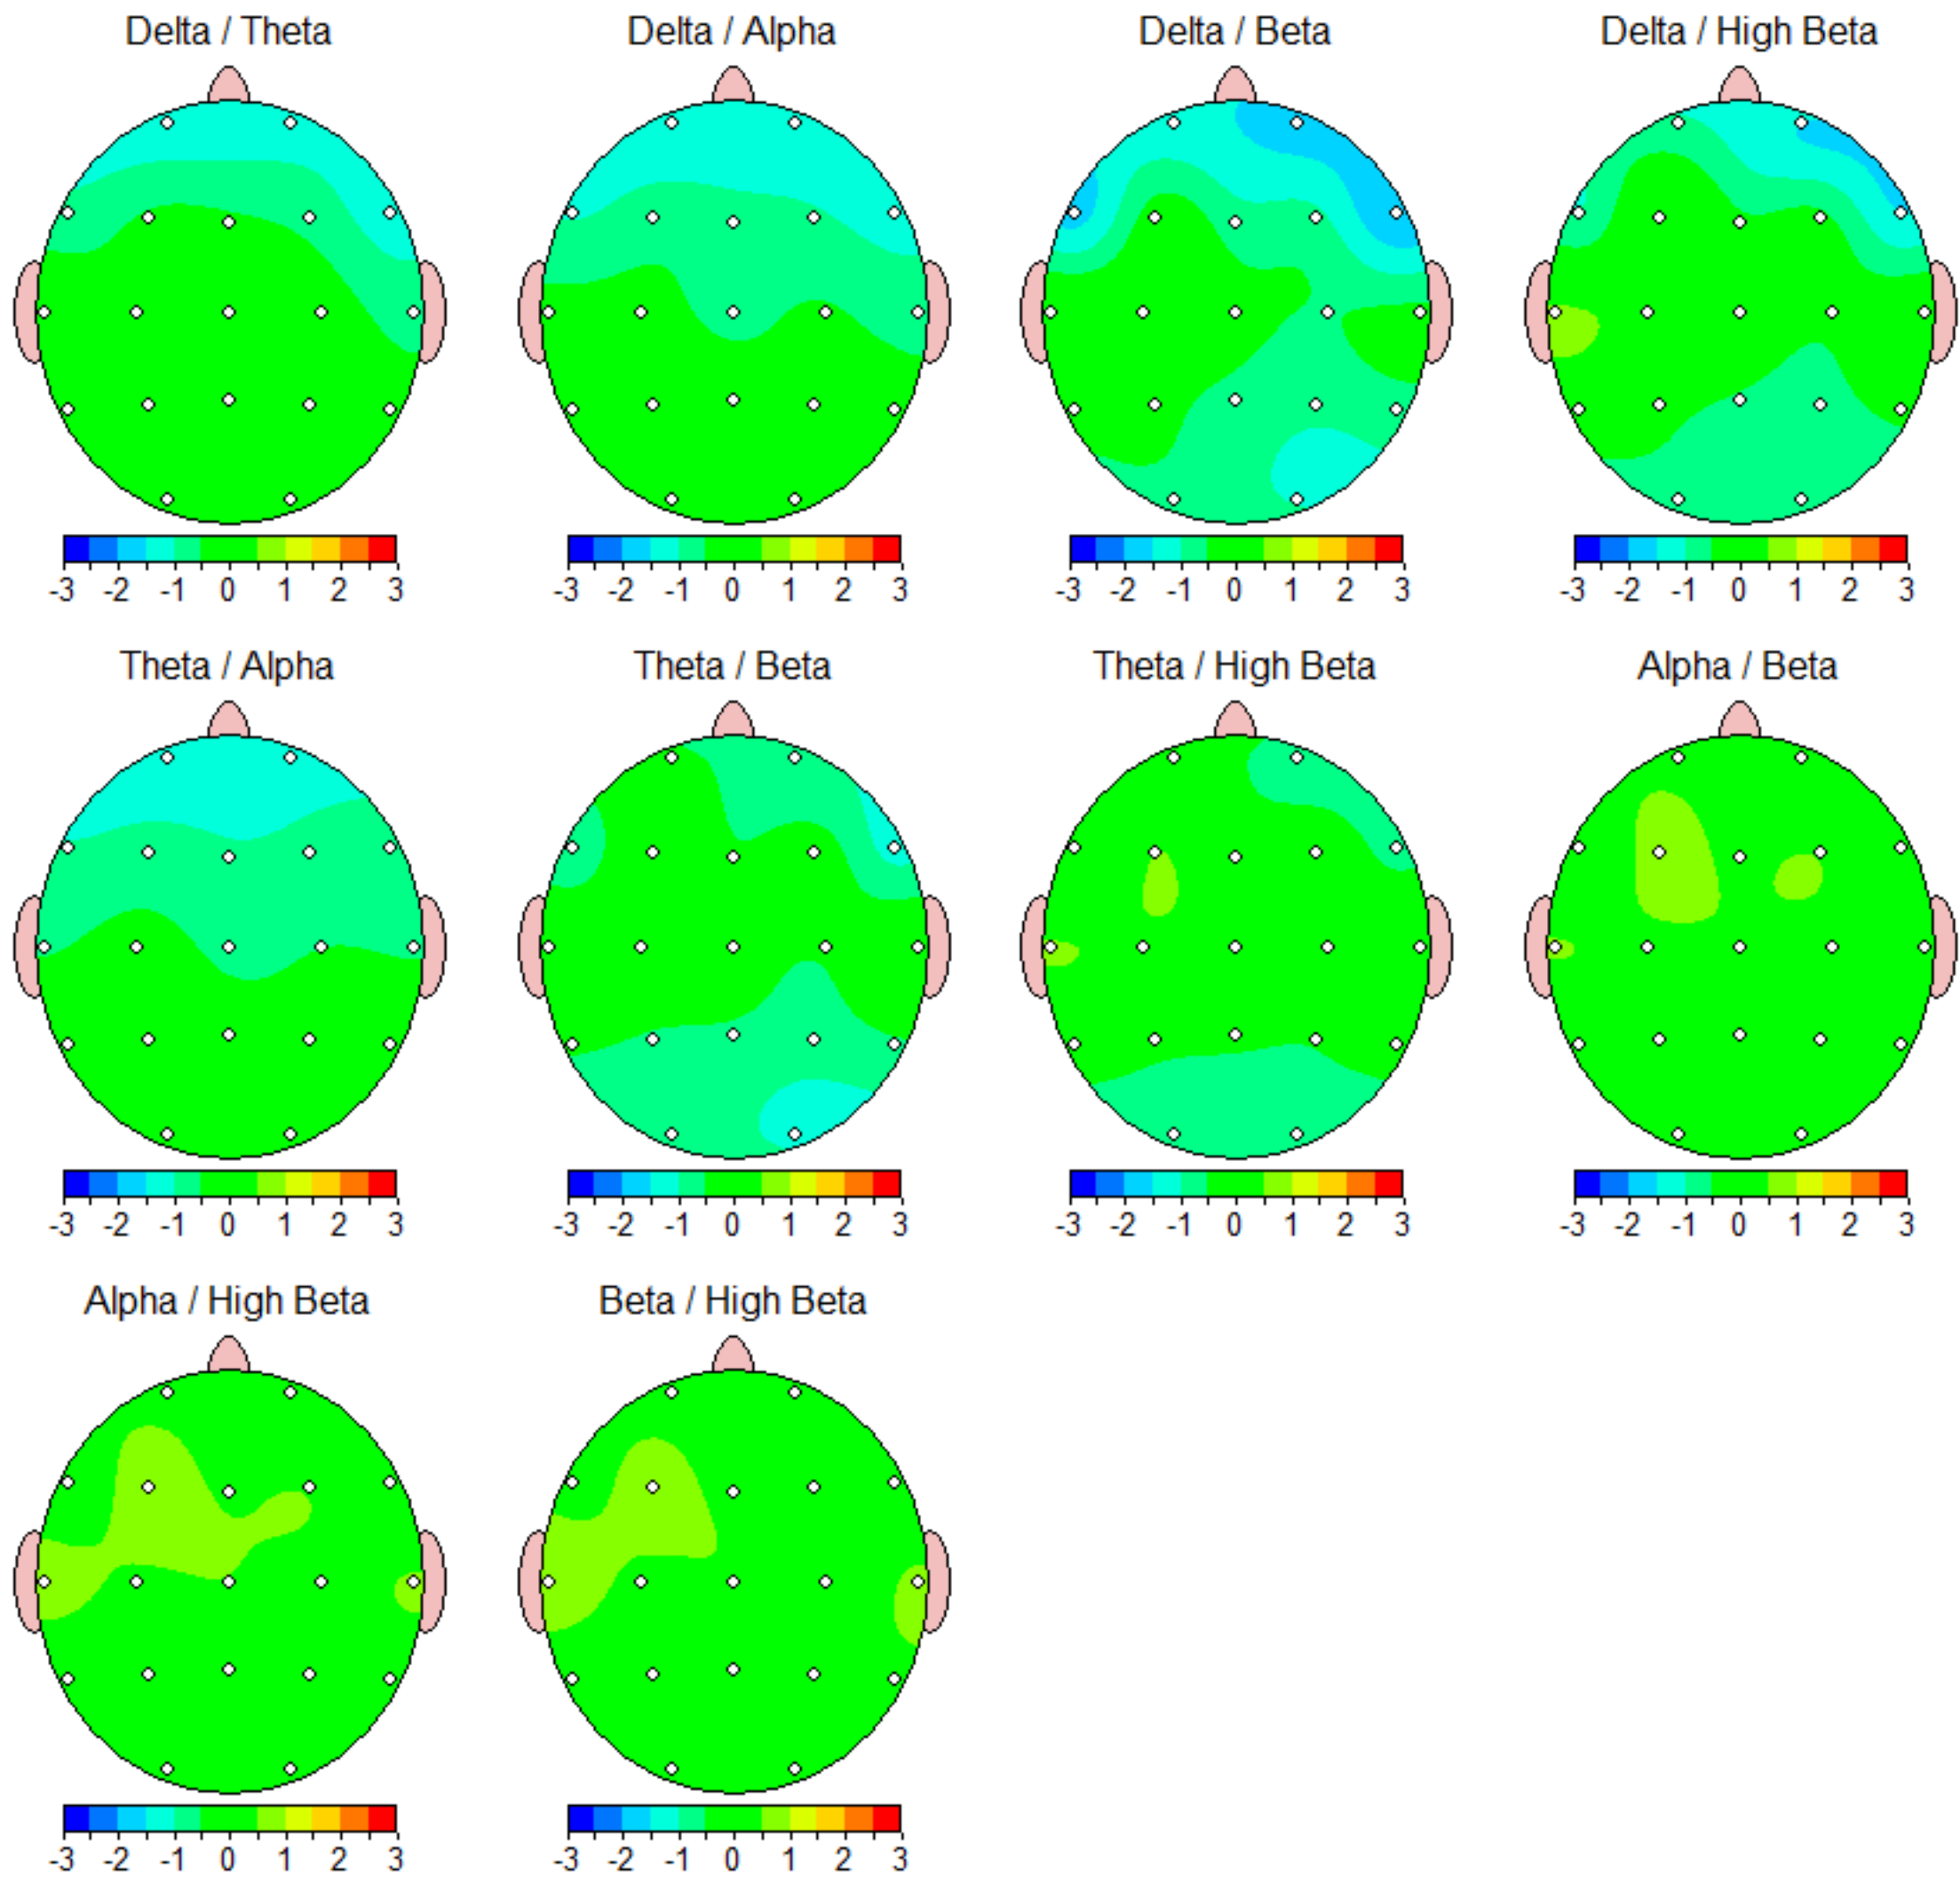 Delta / Theta
Delta / Alpha
Delta / Beta
Delta / High Beta
-3 -2 -1 0 1 2 3
-3 -2 -1 0 1 2 3
-3 -2 -1 0 1 2 3
-3 -2 -1 0 1 2 3
Theta / Alpha
Theta / Beta
Theta / High Beta
Alpha / Beta
-3 -2 -1 0 1 2 3
-3 -2 -1 0 1 2 3
-3 -2 -1 0 1 2 3
-3 -2 -1 0 1 2 3
Alpha / High Beta
Beta / High Beta
-3 -2 -1 0 1 2 3
-3 -2 -1 0 1 2 3